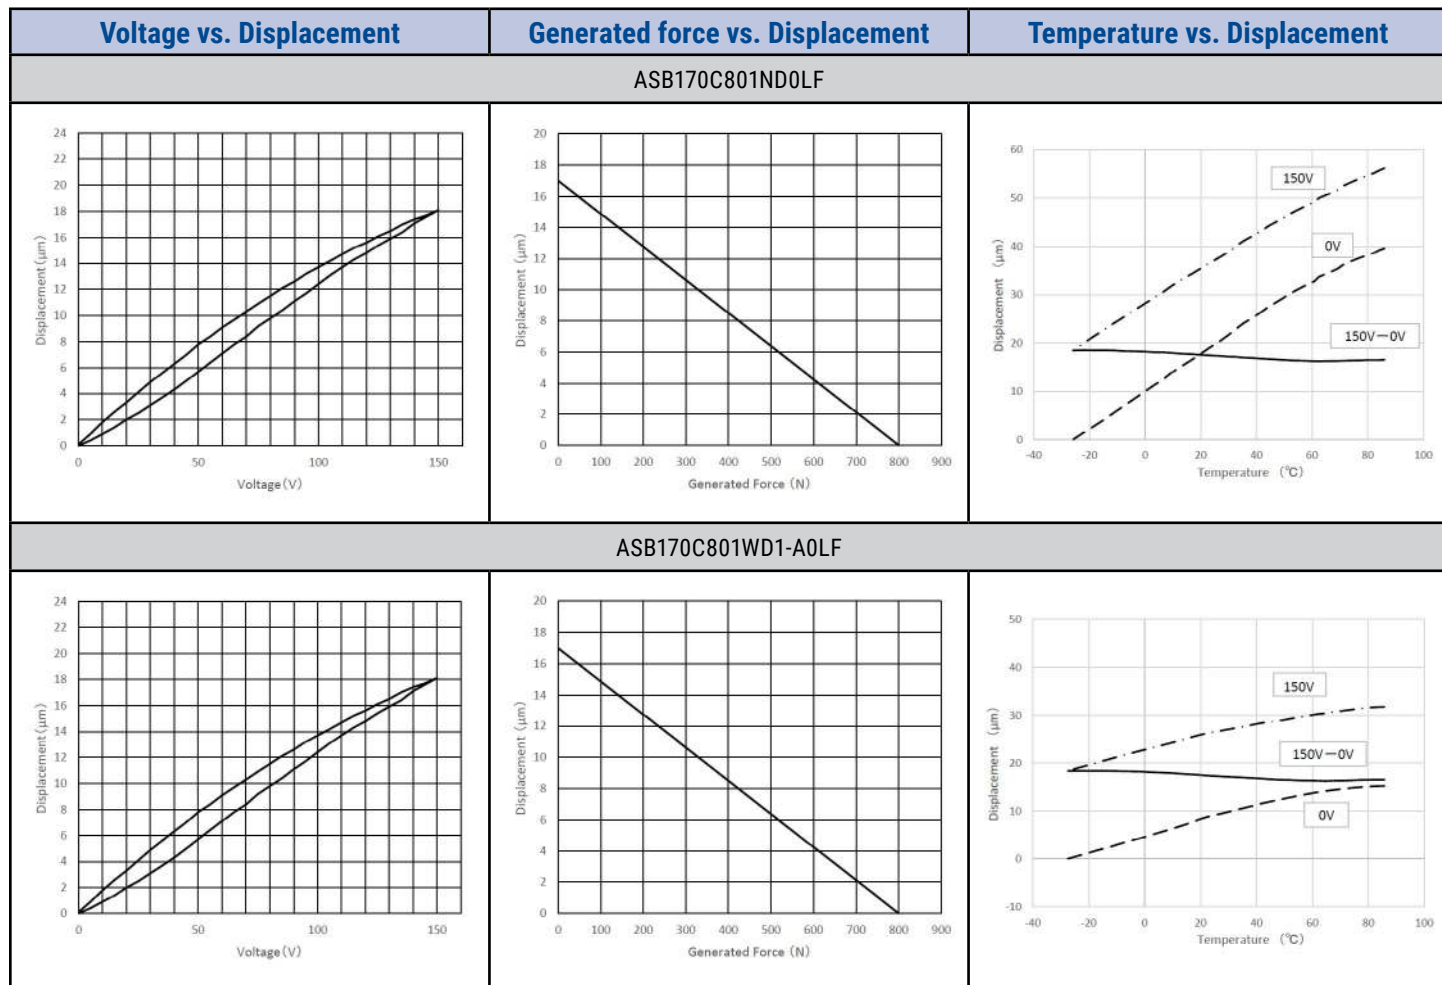 Voltage vs. Displacement
Generated force vs. Displacement
Temperature vs. Displacement
ASB170C801ND0LF
24
22
20
18
16
14
12
10
8
6
4
2
0
Displacement (μm)
0 50 100 150
Voltage(V)
20
18
16
14
12
10
8
6
4
2
0
Displacement (μm)
0 100 200 300 400 500 600 700 800 900
Generated Force (N)
60
50
40
30
20
10
0
Displacement (μm)
150V
0V
150V－0V
-40 -20 0 20 40 60 80 100
Temperature (℃)
ASB170C801WD1-A0LF
24
22
20
18
16
14
12
10
8
6
4
2
0
Displacement (μm)
0 50 100 150
Voltage(V)
20
18
16
14
12
10
8
6
4
2
0
Displacement (μm)
0 100 200 300 400 500 600 700 800 900
Generated Force (N)
50
40
30
20
10
0
-10
Displacement (μm)
150V
150V－0V
0V
-40 -20 0 20 40 60 80 100
Temperature (℃)